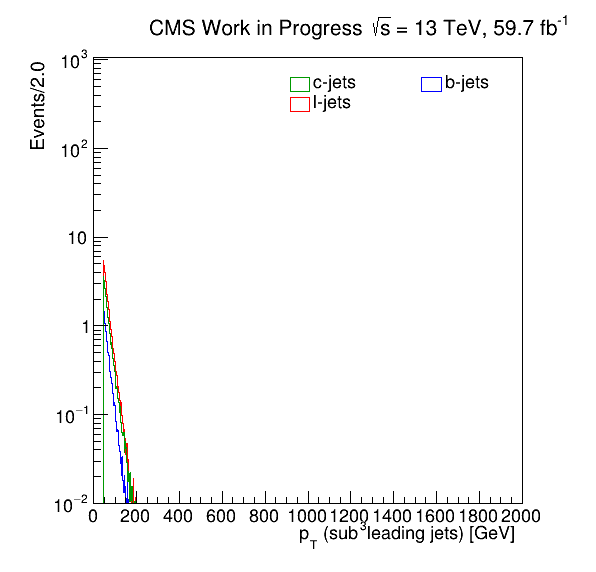 CMS Work in Progress √s = 13 TeV, 59.7 fb⁻¹
Events/2.0
10³
10²
10
1
10⁻¹
10⁻²
c-jets
b-jets
l-jets
0 200 400 600 800 1000 1200 1400 1600 1800 2000
p_T (sub³leading jets) [GeV]